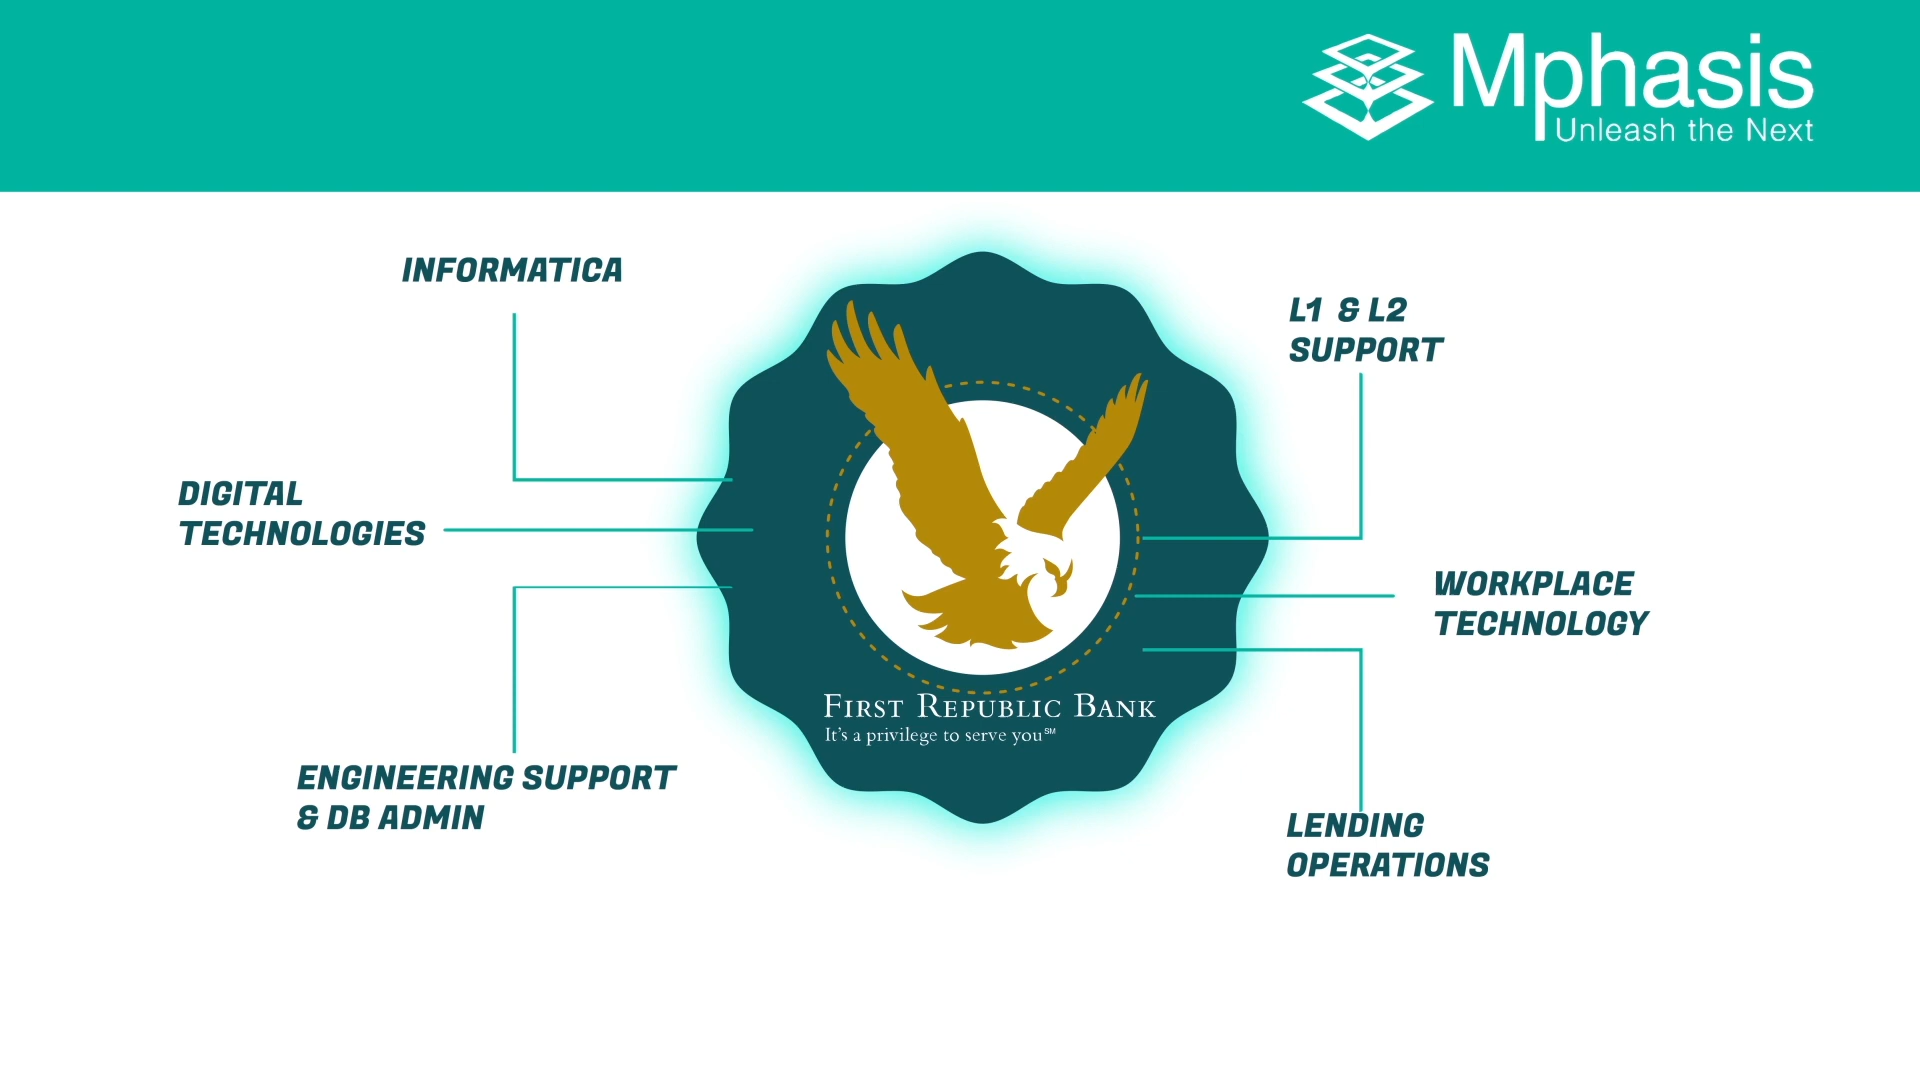 Mphasis
Unleash the Next
INFORMATICA
L1 & L2
SUPPORT
DIGITAL
TECHNOLOGIES
WORKPLACE
TECHNOLOGY
FIRST REPUBLIC BANK
It's a privilege to serve you℠
ENGINEERING SUPPORT
& DB ADMIN
LENDING
OPERATIONS